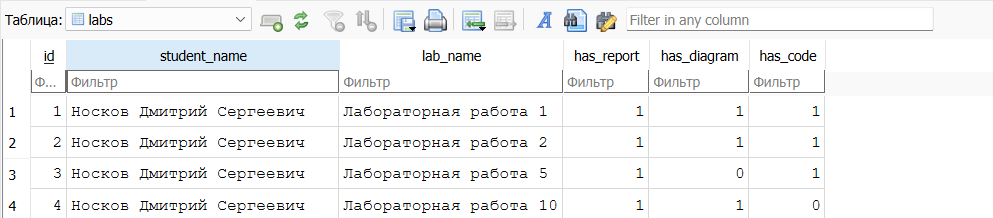 Таблица: labs Filter in any column
id student_name lab_name has_report has_diagram has_code
Ф... Фильтр Фильтр Фильтр Фильтр Фильтр
1 1 Носков Дмитрий Сергеевич Лабораторная работа 1 1 1 1
2 2 Носков Дмитрий Сергеевич Лабораторная работа 2 1 1 1
3 3 Носков Дмитрий Сергеевич Лабораторная работа 5 1 0 1
4 4 Носков Дмитрий Сергеевич Лабораторная работа 10 1 1 0